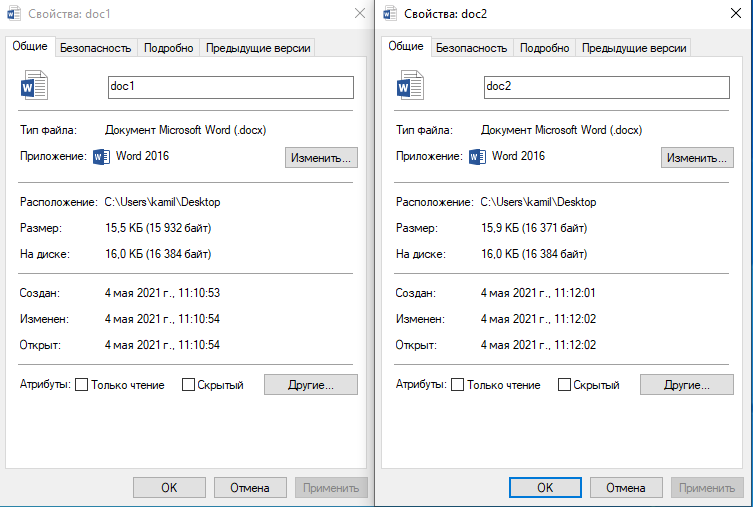 Свойства: doc1
Общие Безопасность Подробно Предыдущие версии
doc1
Тип файла: Документ Microsoft Word (.docx)
Приложение: Word 2016 Изменить...
Расположение: C:\Users\kamil\Desktop
Размер: 15,5 КБ (15 932 байт)
На диске: 16,0 КБ (16 384 байт)
Создан: 4 мая 2021 г., 11:10:53
Изменен: 4 мая 2021 г., 11:10:54
Открыт: 4 мая 2021 г., 11:10:54
Атрибуты: Только чтение Скрытый Другие...
OK Отмена Применить
Свойства: doc2
Общие Безопасность Подробно Предыдущие версии
doc2
Тип файла: Документ Microsoft Word (.docx)
Приложение: Word 2016 Изменить...
Расположение: C:\Users\kamil\Desktop
Размер: 15,9 КБ (16 371 байт)
На диске: 16,0 КБ (16 384 байт)
Создан: 4 мая 2021 г., 11:12:01
Изменен: 4 мая 2021 г., 11:12:02
Открыт: 4 мая 2021 г., 11:12:02
Атрибуты: Только чтение Скрытый Другие...
OK Отмена Применить